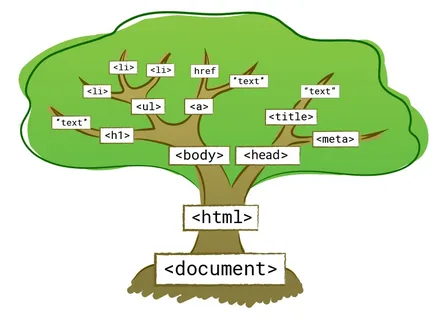 <li>
<li>
href
"text"
<li>
"text"
<ul>
<a>
"text"
<title>
<h1>
<meta>
<body>
<head>
<html>
<document>